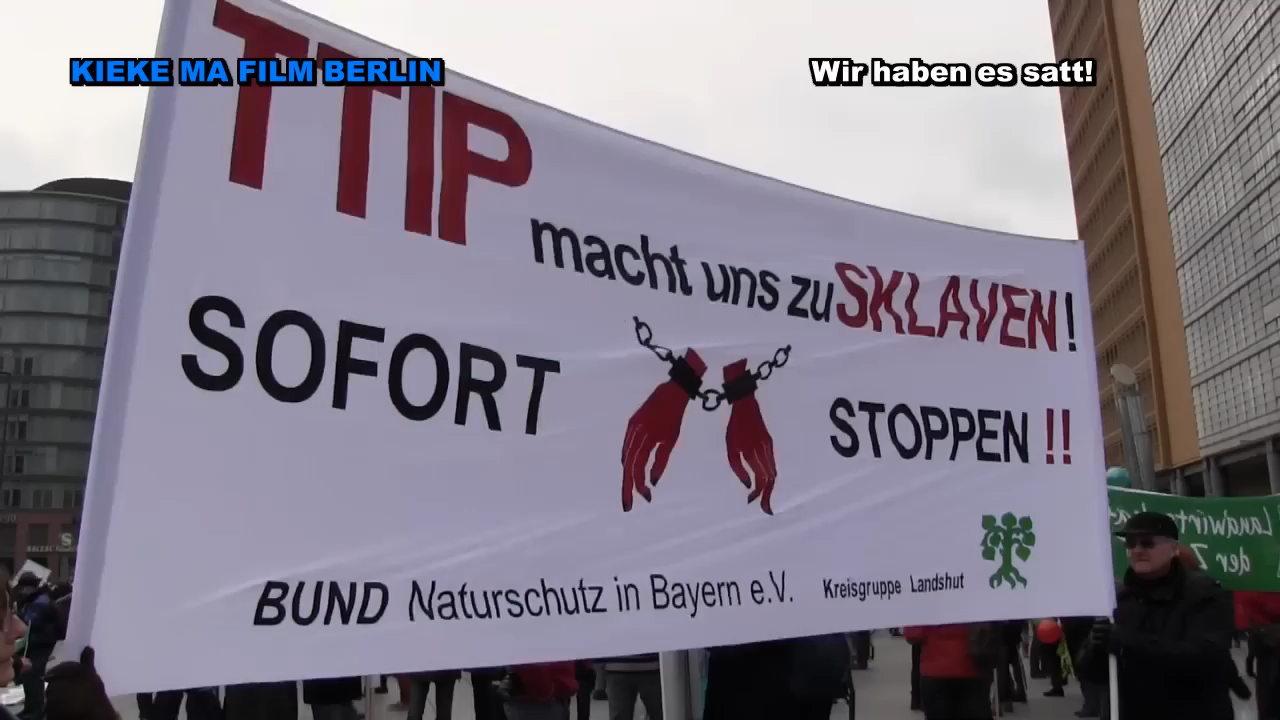 KIEKE MA FILM BERLIN
Wir haben es satt!
TTIP macht uns zu SKLAVEN!
SOFORT STOPPEN !!
BUND Naturschutz in Bayern e.V. Kreisgruppe Landshut
der Z